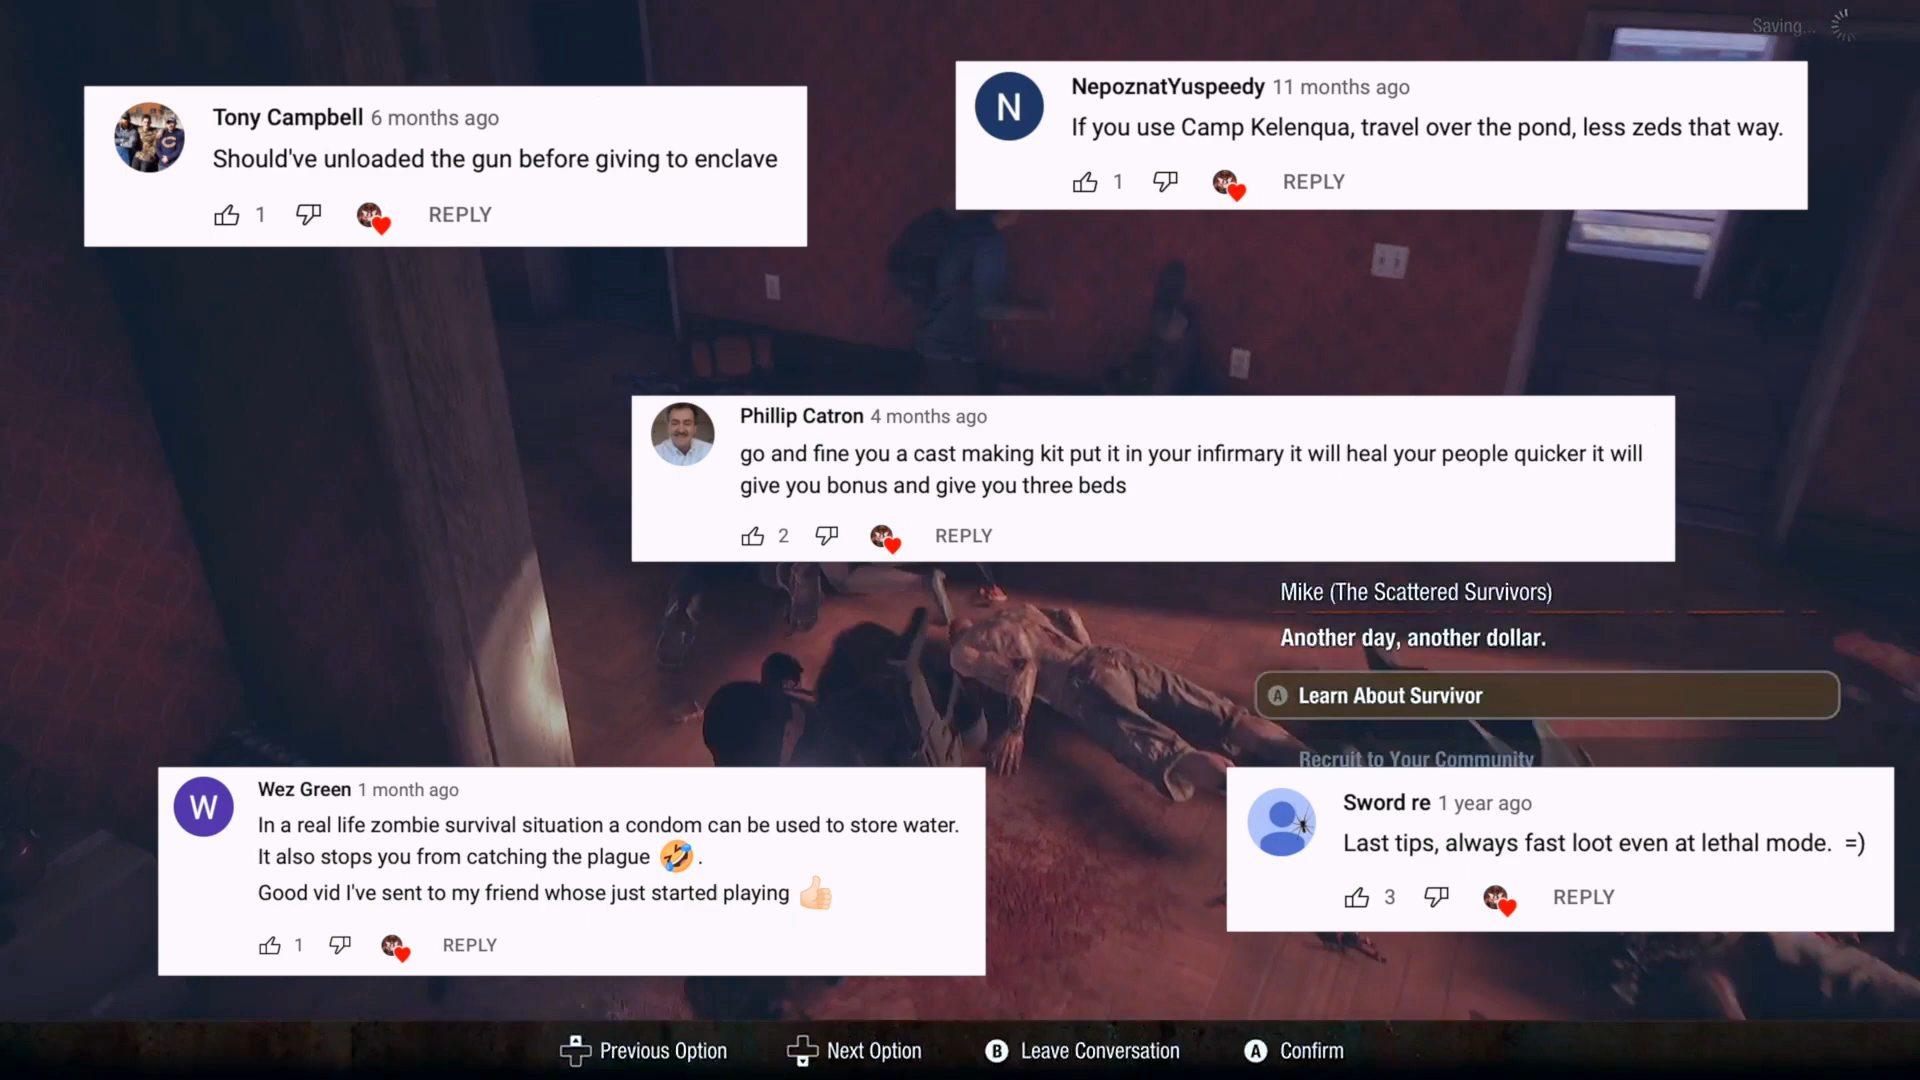 Saving...
Tony Campbell 6 months ago
Should've unloaded the gun before giving to enclave
1 REPLY
N
NepoznatYuspeedy 11 months ago
If you use Camp Kelenqua, travel over the pond, less zeds that way.
1 REPLY
Phillip Catron 4 months ago
go and fine you a cast making kit put it in your infirmary it will heal your people quicker it will
give you bonus and give you three beds
2 REPLY
Mike (The Scattered Survivors)
Another day, another dollar.
A Learn About Survivor
Recruit to Your Community
W
Wez Green 1 month ago
In a real life zombie survival situation a condom can be used to store water.
It also stops you from catching the plague 🤣.
Good vid I've sent to my friend whose just started playing 👍🏻
1 REPLY
Sword re 1 year ago
Last tips, always fast loot even at lethal mode. =)
3 REPLY
Previous Option Next Option B Leave Conversation A Confirm